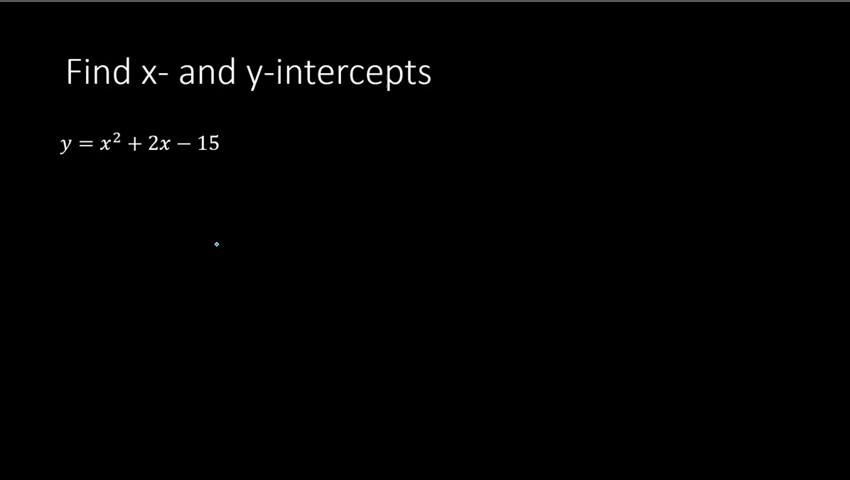 Find x- and y-intercepts
𝑦 = 𝑥² + 2𝑥 − 15